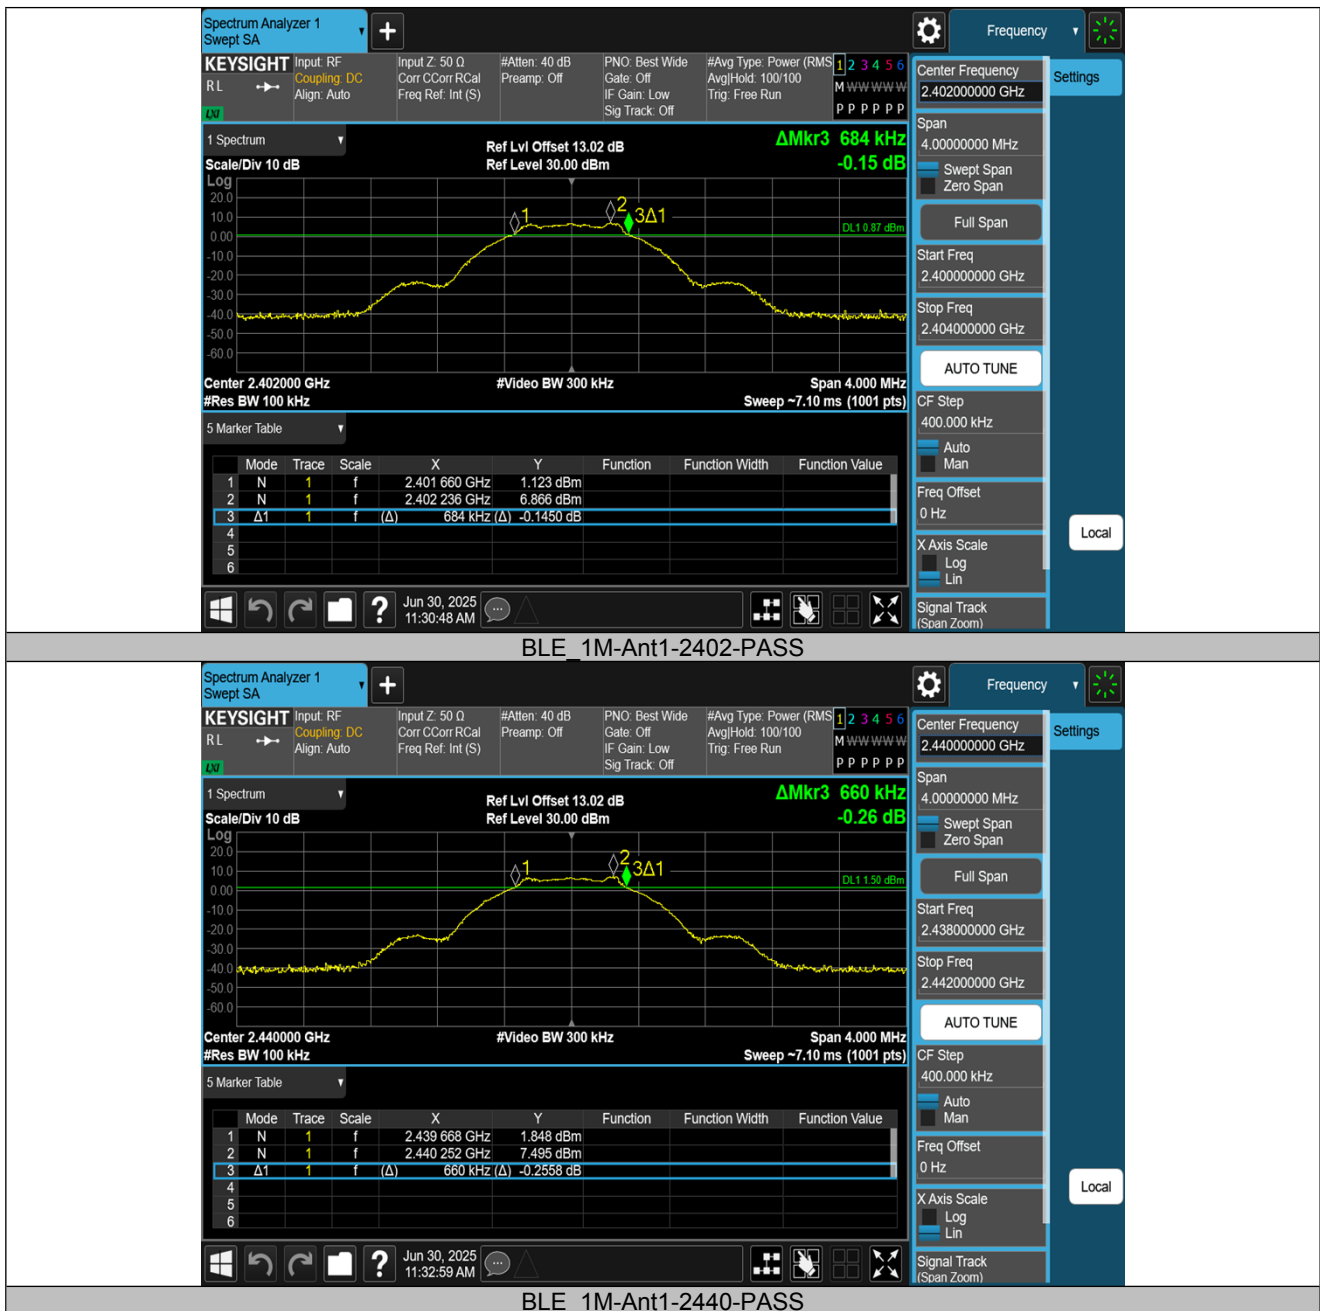 Spectrum Analyzer 1
Swept SA
Frequency
KEYSIGHT
RL
LXI
Input: RF
Coupling: DC
Align: Auto
Input Z: 50 Ω
Corr CCorr RCal
Freq Ref: Int (S)
#Atten: 40 dB
Preamp: Off
PNO: Best Wide
Gate: Off
IF Gain: Low
Sig Track: Off
#Avg Type: Power (RMS
Avg|Hold: 100/100
Trig: Free Run
1 2 3 4 5 6
M W W W W W
P P P P P P
1 Spectrum
Scale/Div 10 dB
Ref Lvl Offset 13.02 dB
Ref Level 30.00 dBm
ΔMkr3 684 kHz
-0.15 dB
Log
20.0
10.0
0.00
-10.0
-20.0
-30.0
-40.0
-50.0
-60.0
1
2
3Δ1
DL1 0.87 dBm
Center 2.402000 GHz
#Video BW 300 kHz
Span 4.000 MHz
#Res BW 100 kHz
Sweep ~7.10 ms (1001 pts)
5 Marker Table
Mode Trace Scale X Y Function Function Width Function Value
1 N 1 f 2.401 660 GHz 1.123 dBm
2 N 1 f 2.402 236 GHz 6.866 dBm
3 Δ1 1 f (Δ) 684 kHz (Δ) -0.1450 dB
4
5
6
Jun 30, 2025
11:30:48 AM
Center Frequency
2.402000000 GHz
Settings
Span
4.00000000 MHz
Swept Span
Zero Span
Full Span
Start Freq
2.400000000 GHz
Stop Freq
2.404000000 GHz
AUTO TUNE
CF Step
400.000 kHz
Auto
Man
Freq Offset
0 Hz
X Axis Scale
Log
Lin
Signal Track
(Span Zoom)
Local
BLE_1M-Ant1-2402-PASS
Spectrum Analyzer 1
Swept SA
Frequency
KEYSIGHT
RL
LXI
Input: RF
Coupling: DC
Align: Auto
Input Z: 50 Ω
Corr CCorr RCal
Freq Ref: Int (S)
#Atten: 40 dB
Preamp: Off
PNO: Best Wide
Gate: Off
IF Gain: Low
Sig Track: Off
#Avg Type: Power (RMS
Avg|Hold: 100/100
Trig: Free Run
1 2 3 4 5 6
M W W W W W
P P P P P P
1 Spectrum
Scale/Div 10 dB
Ref Lvl Offset 13.02 dB
Ref Level 30.00 dBm
ΔMkr3 660 kHz
-0.26 dB
Log
20.0
10.0
0.00
-10.0
-20.0
-30.0
-40.0
-50.0
-60.0
1
2
3Δ1
DL1 1.50 dBm
Center 2.440000 GHz
#Video BW 300 kHz
Span 4.000 MHz
#Res BW 100 kHz
Sweep ~7.10 ms (1001 pts)
5 Marker Table
Mode Trace Scale X Y Function Function Width Function Value
1 N 1 f 2.439 668 GHz 1.848 dBm
2 N 1 f 2.440 252 GHz 7.495 dBm
3 Δ1 1 f (Δ) 660 kHz (Δ) -0.2558 dB
4
5
6
Jun 30, 2025
11:32:59 AM
Center Frequency
2.440000000 GHz
Settings
Span
4.00000000 MHz
Swept Span
Zero Span
Full Span
Start Freq
2.438000000 GHz
Stop Freq
2.442000000 GHz
AUTO TUNE
CF Step
400.000 kHz
Auto
Man
Freq Offset
0 Hz
X Axis Scale
Log
Lin
Signal Track
(Span Zoom)
Local
BLE_1M-Ant1-2440-PASS